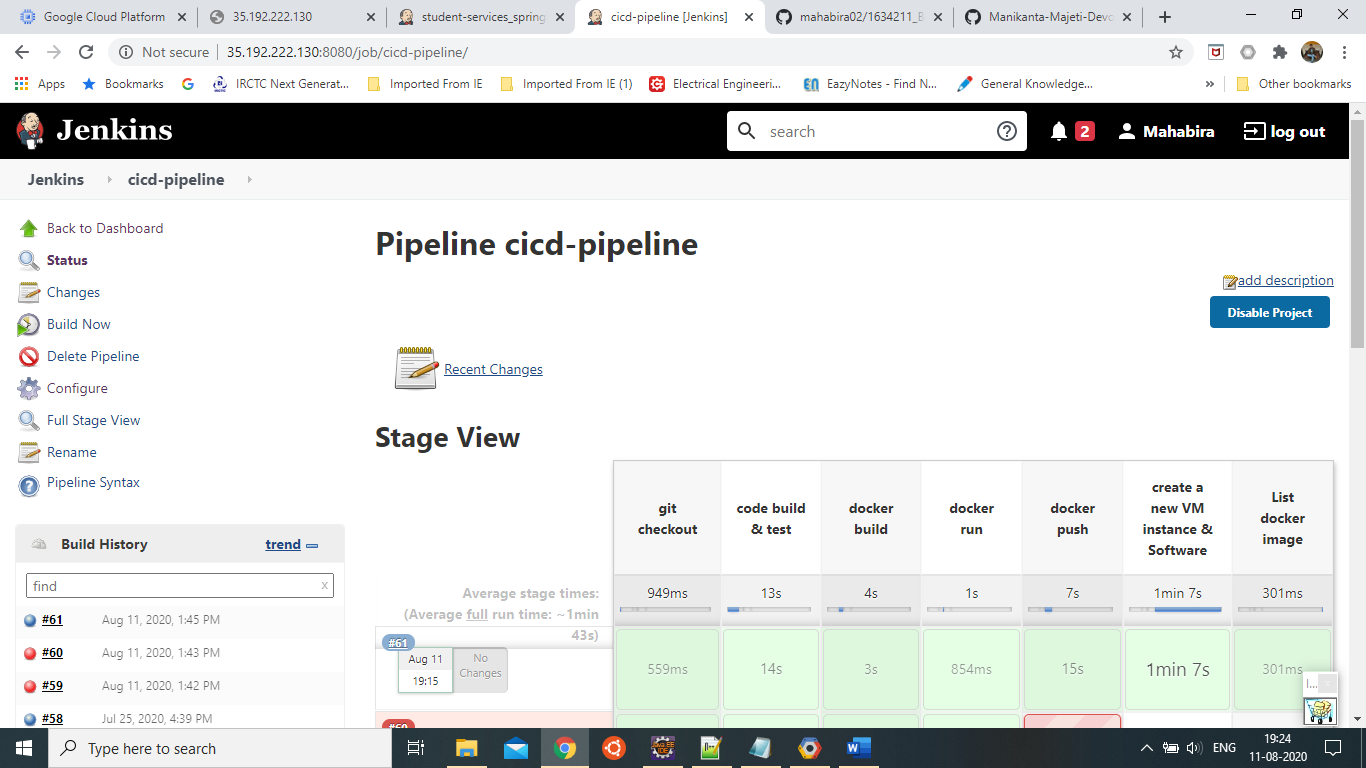 Google Cloud Platform
35.192.222.130
student-services_spring
cicd-pipeline [Jenkins]
mahabira02/1634211_B
Manikanta-Majeti-Devo
Not secure | 35.192.222.130:8080/job/cicd-pipeline/
Apps
Bookmarks
IRCTC Next Generat...
Imported From IE
Imported From IE (1)
Electrical Engineeri...
EazyNotes - Find N...
General Knowledge...
»
Other bookmarks
Jenkins
search
2
Mahabira
log out
Jenkins
cicd-pipeline
Back to Dashboard
Status
Changes
Build Now
Delete Pipeline
Configure
Full Stage View
Rename
Pipeline Syntax
Build History
trend
find
x
#61 Aug 11, 2020, 1:45 PM
#60 Aug 11, 2020, 1:43 PM
#59 Aug 11, 2020, 1:42 PM
#58 Jul 25, 2020, 4:39 PM
Pipeline cicd-pipeline
add description
Disable Project
Recent Changes
Stage View
git
checkout
code build
& test
docker
build
docker
run
docker
push
create a
new VM
instance &
Software
List
docker
image
Average stage times:
(Average full run time: ~1min
43s)
949ms
13s
4s
1s
7s
1min 7s
301ms
#61
Aug 11
19:15
No
Changes
559ms
14s
3s
854ms
15s
1min 7s
301ms
#60
Type here to search
ENG
19:24
11-08-2020